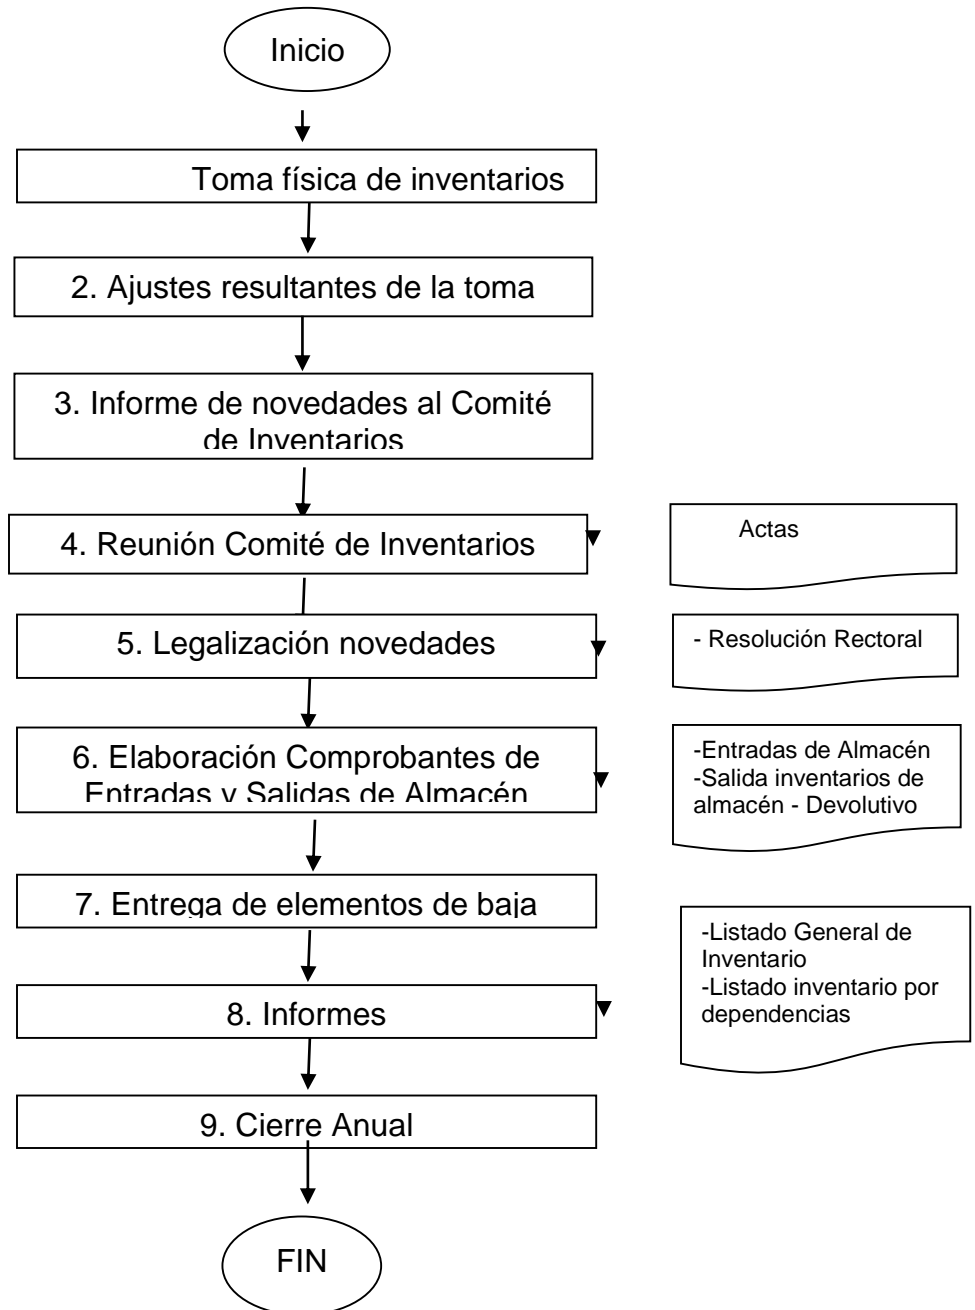 Inicio
Toma física de inventarios
2. Ajustes resultantes de la toma
3. Informe de novedades al Comité
de Inventarios
4. Reunión Comité de Inventarios
Actas
5. Legalización novedades
- Resolución Rectoral
6. Elaboración Comprobantes de
Entradas y Salidas de Almacén
-Entradas de Almacén
-Salida inventarios de
almacén - Devolutivo
7. Entrega de elementos de baja
-Listado General de
Inventario
-Listado inventario por
dependencias
8. Informes
9. Cierre Anual
FIN